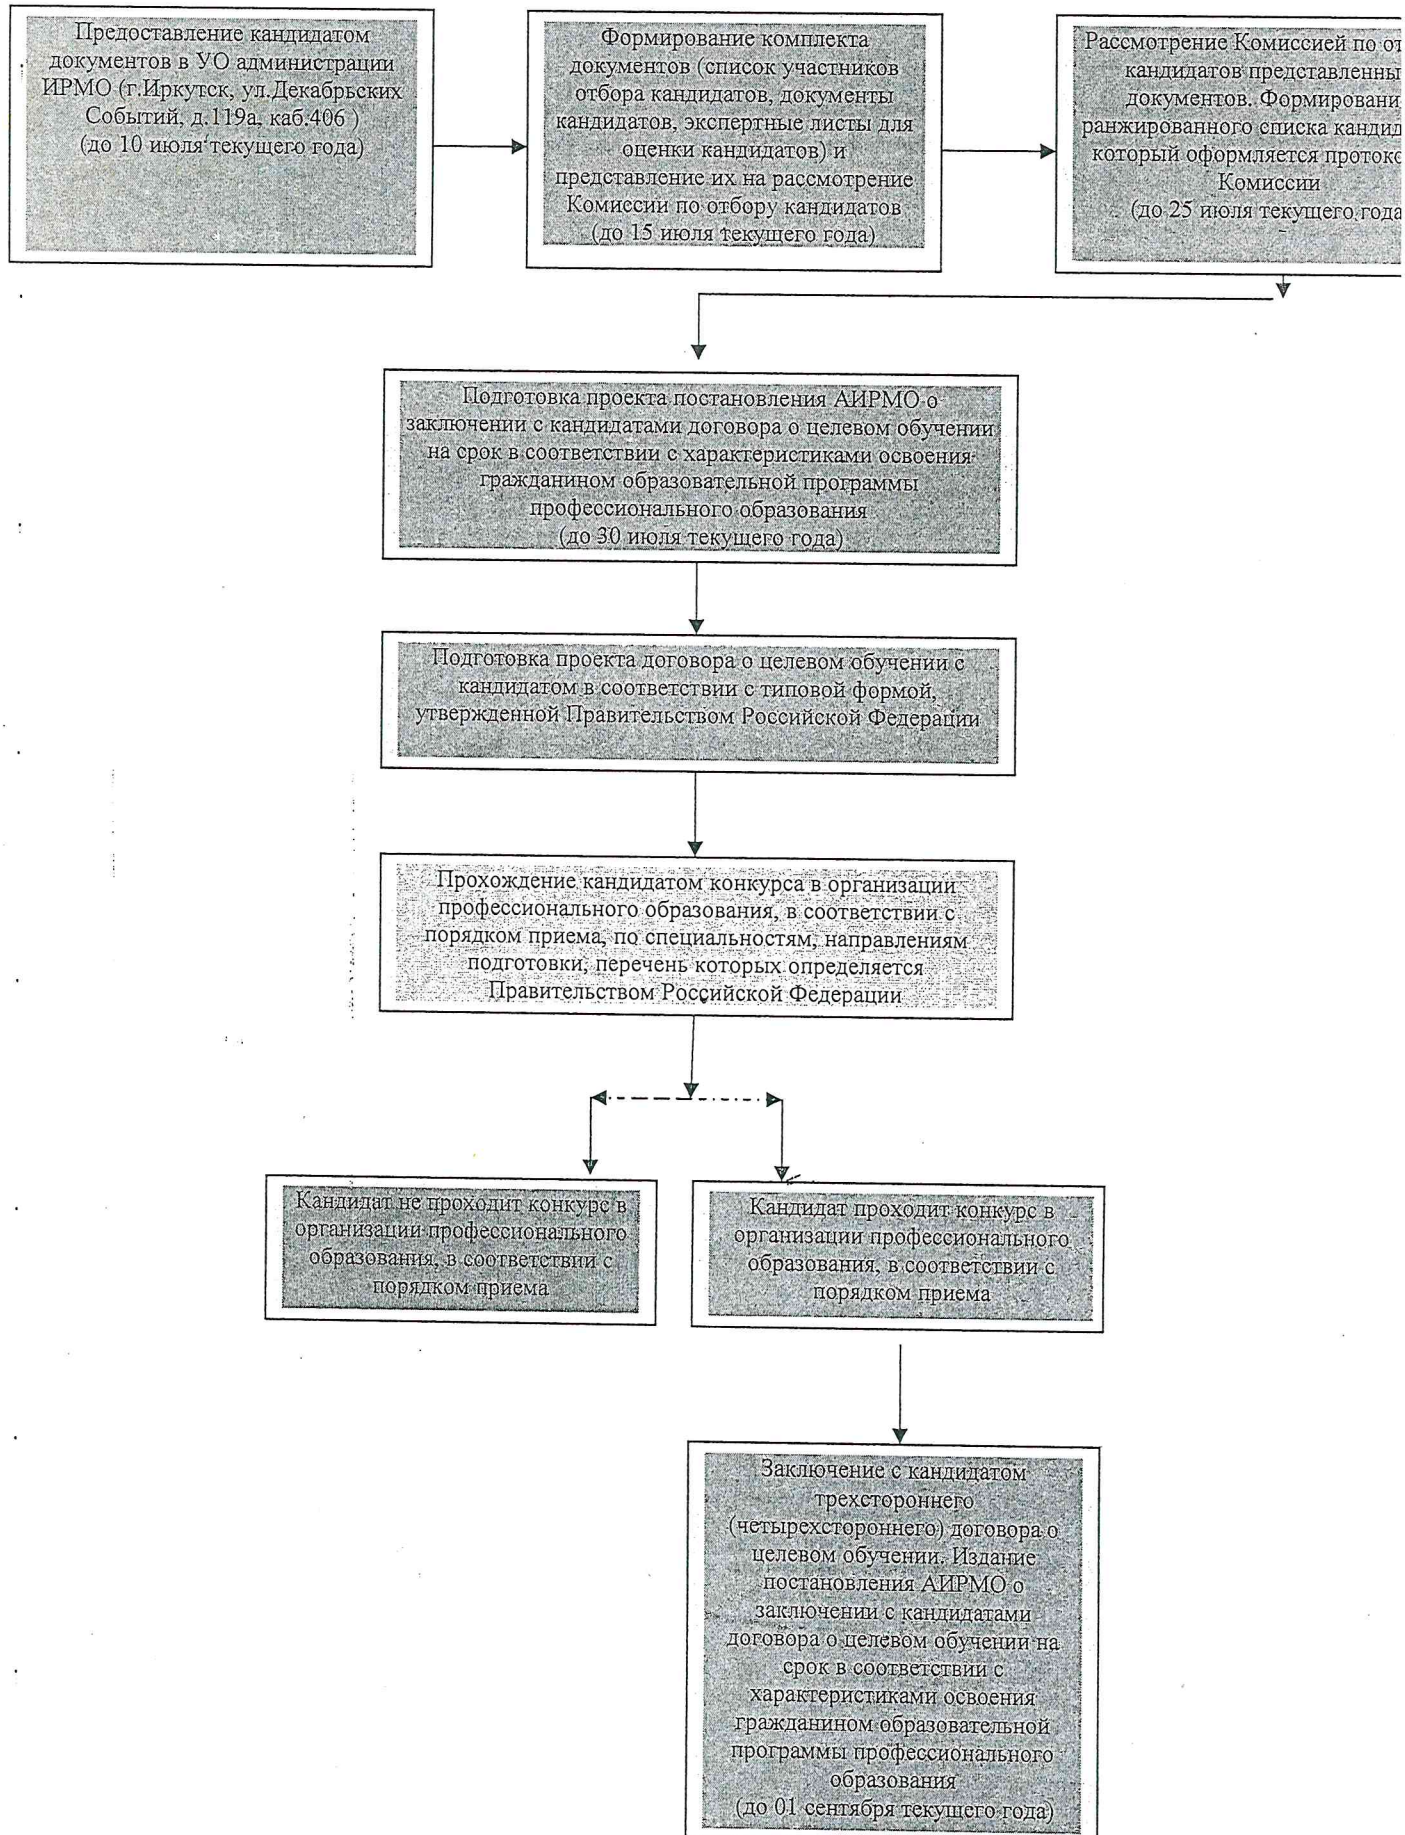 Предоставление кандидатом
документов в УО администрации
ИРМО (г.Иркутск, ул.Декабрьских
Событий, д.119а, каб.406 )
(до 10 июля текущего года)
Формирование комплекта
документов (список участников
отбора кандидатов, документы
кандидатов, экспертные листы для
оценки кандидатов) и
представление их на рассмотрение
Комиссии по отбору кандидатов
(до 15 июля текущего года)
Рассмотрение Комиссией по от
кандидатов представленны
документов. Формировани
ранжированного списка кандид
который оформляется проток
Комиссии
(до 25 июля текущего года
Подготовка проекта постановления АИРМО о
заключении с кандидатами договора о целевом обучении
на срок в соответствии с характеристиками освоения
гражданином образовательной программы
профессионального образования
(до 30 июля текущего года)
Подготовка проекта договора о целевом обучении с
кандидатом в соответствии с типовой формой,
утвержденной Правительством Российской Федерации
Прохождение кандидатом конкурса в организации
профессионального образования, в соответствии с
порядком приема, по специальностям, направлениям
подготовки, перечень которых определяется
Правительством Российской Федерации
Кандидат не проходит конкурс в
организации профессионального
образования, в соответствии с
порядком приема
Кандидат проходит конкурс в
организации профессионального
образования, в соответствии с
порядком приема
Заключение с кандидатом
трехстороннего
(четырехстороннего) договора о
целевом обучении. Издание
постановления АИРМО о
заключении с кандидатами
договора о целевом обучении на
срок в соответствии с
характеристиками освоения
гражданином образовательной
программы профессионального
образования
(до 01 сентября текущего года)